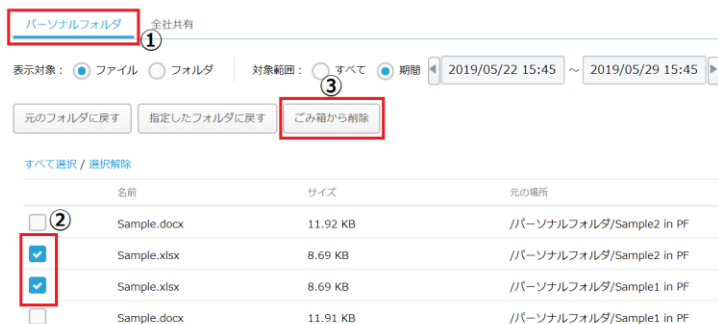 パーソナルフォルダ 全社共有
①
表示対象： ファイル フォルダ 対象範囲： すべて 期間 2019/05/22 15:45 ～ 2019/05/29 15:45
③
元のフォルダに戻す 指定したフォルダに戻す ごみ箱から削除
すべて選択 / 選択解除
名前 サイズ 元の場所
② Sample.docx 11.92 KB /パーソナルフォルダ/Sample2 in PF
Sample.xlsx 8.69 KB /パーソナルフォルダ/Sample2 in PF
Sample.xlsx 8.69 KB /パーソナルフォルダ/Sample1 in PF
Sample.docx 11.91 KB /パーソナルフォルダ/Sample1 in PF